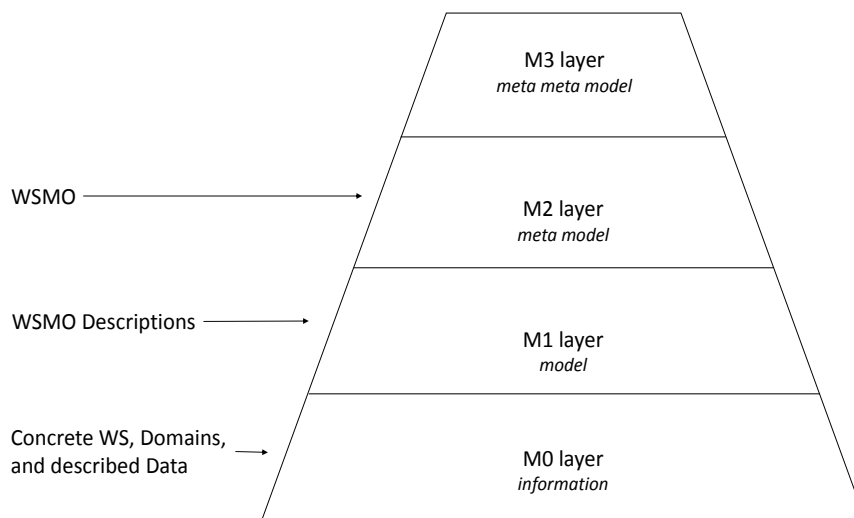 M3 layer
meta meta model
WSMO
M2 layer
meta model
WSMO Descriptions
M1 layer
model
Concrete WS, Domains,
and described Data
M0 layer
information